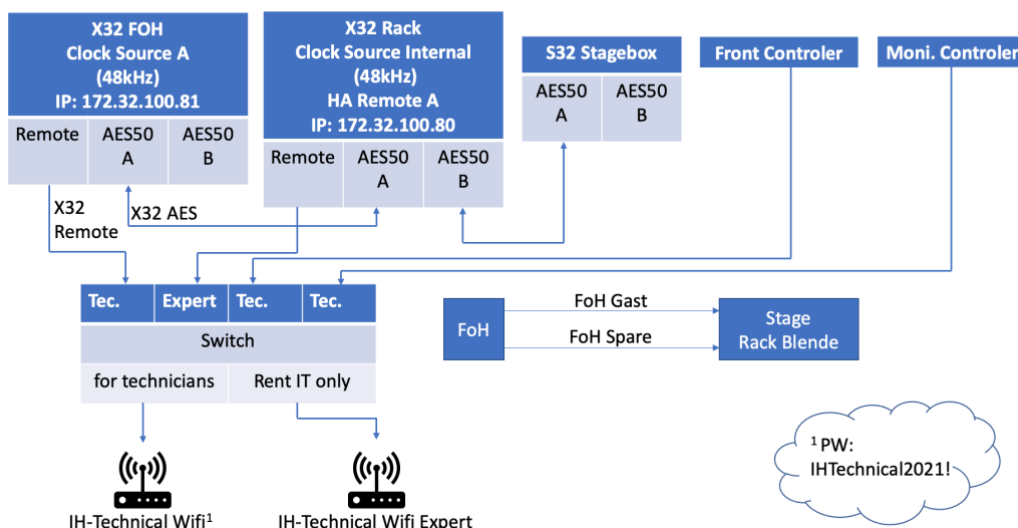 X32 FOH
Clock Source A
(48kHz)
IP: 172.32.100.81
Remote
AES50
A
AES50
B
X32 Rack
Clock Source Internal
(48kHz)
HA Remote A
IP: 172.32.100.80
Remote
AES50
A
AES50
B
S32 Stagebox
AES50
A
AES50
B
Front Controler
Moni. Controler
X32
Remote
X32 AES
Tec.
Expert
Tec.
Tec.
Switch
for technicians
Rent IT only
FoH
FoH Gast
FoH Spare
Stage
Rack Blende
IH-Technical Wifi¹
IH-Technical Wifi Expert
¹ PW:
IHTechnical2021!